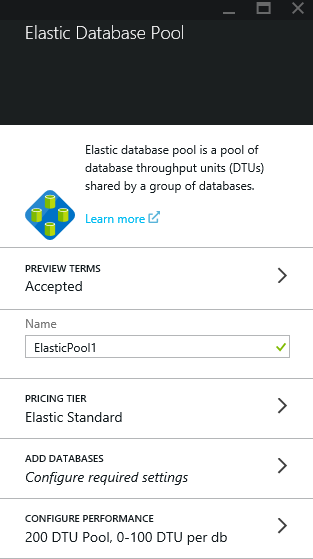 Elastic Database Pool
Elastic database pool is a pool of
database throughput units (DTUs)
shared by a group of databases.
Learn more
PREVIEW TERMS
Accepted
Name
ElasticPool1
PRICING TIER
Elastic Standard
ADD DATABASES
Configure required settings
CONFIGURE PERFORMANCE
200 DTU Pool, 0-100 DTU per db